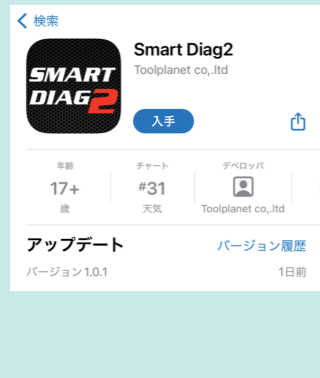 検索
SMART
DIAG2
Smart Diag2
Toolplanet co,.ltd
入手
年齢
チャート
デベロッパ
17+
#31
歳
天気
Toolplanet co,.ltd
アップデート
バージョン履歴
バージョン 1.0.1
1日前